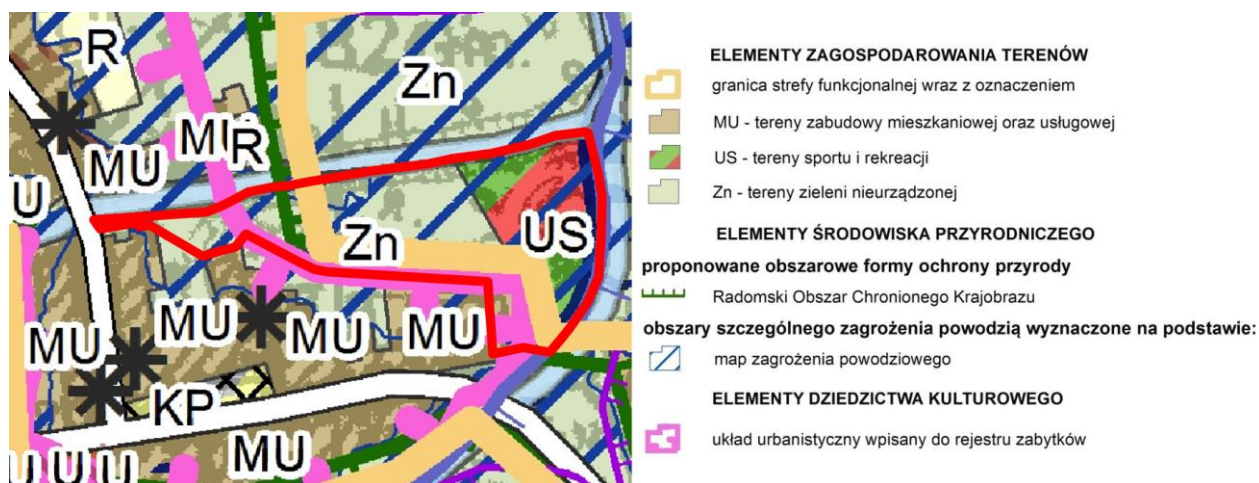 R
Zn
MU
R
MU
U
Zn
US
MU
MU
MU
MU
KP
MU
U U U
ELEMENTY ZAGOSPODAROWANIA TERENÓW
granica strefy funkcjonalnej wraz z oznaczeniem
MU - tereny zabudowy mieszkaniowej oraz usługowej
US - tereny sportu i rekreacji
Zn - tereny zieleni nieurządzonej
ELEMENTY ŚRODOWISKA PRZYRODNICZEGO
proponowane obszarowe formy ochrony przyrody
Radomski Obszar Chronionego Krajobrazu
obszary szczególnego zagrożenia powodzią wyznaczone na podstawie:
map zagrożenia powodziowego
ELEMENTY DZIEDZICTWA KULTUROWEGO
układ urbanistyczny wpisany do rejestru zabytków